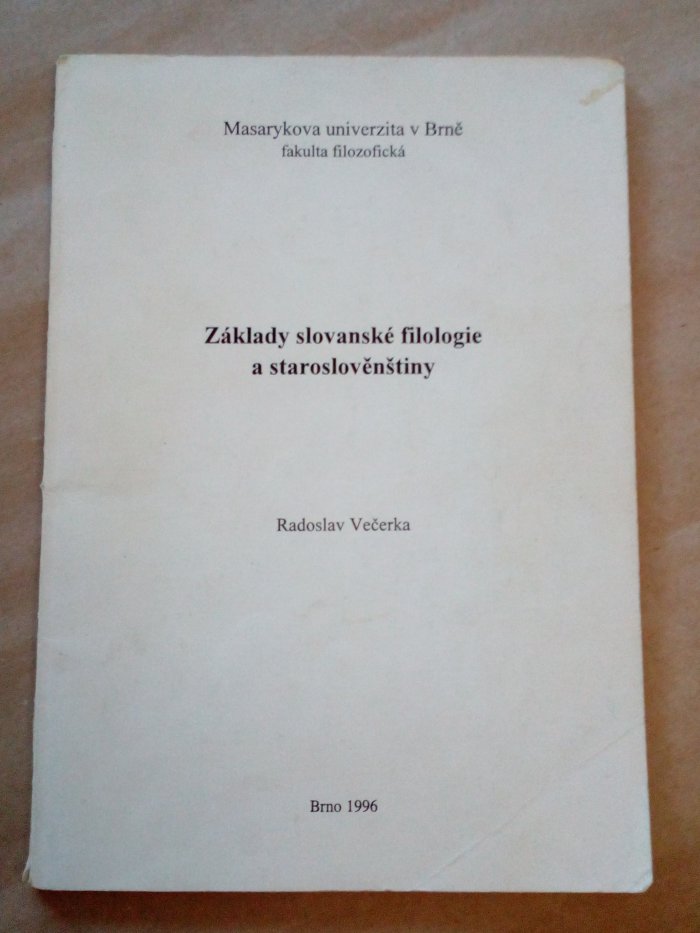 Masarykova univerzita v Brně
fakulta filozofická
Základy slovanské filologie
a staroslověnštiny
Radoslav Večerka
Brno 1996